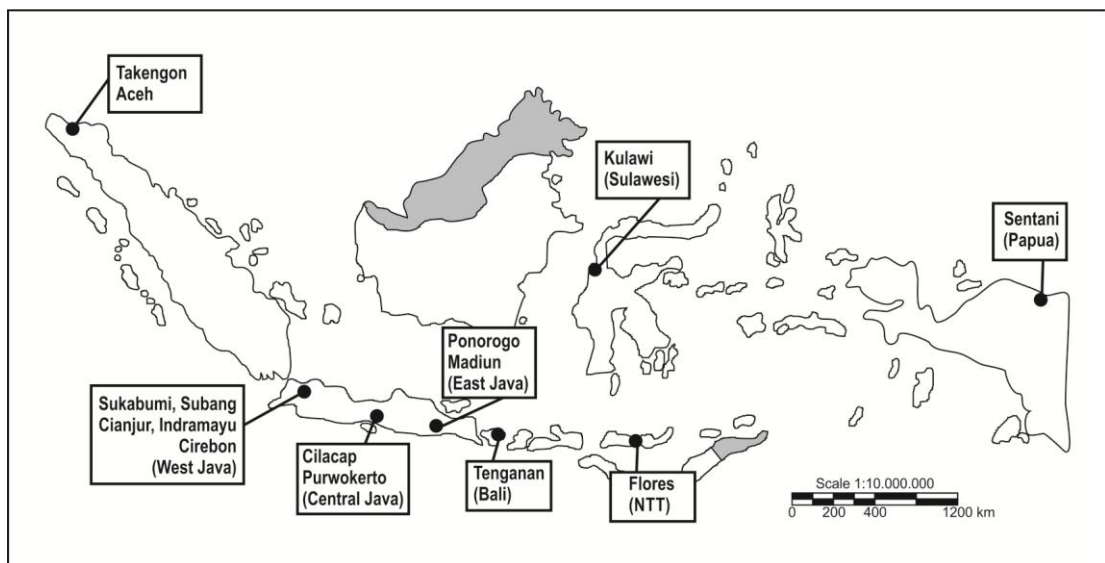 Takengon
Aceh
Kulawi
(Sulawesi)
Sentani
(Papua)
Ponorogo
Madiun
(East Java)
Sukabumi, Subang
Cianjur, Indramayu
Cirebon
(West Java)
Cilacap
Purwokerto
(Central Java)
Tenganan
(Bali)
Flores
(NTT)
Scale 1:10.000.000
0 200 400 1200 km